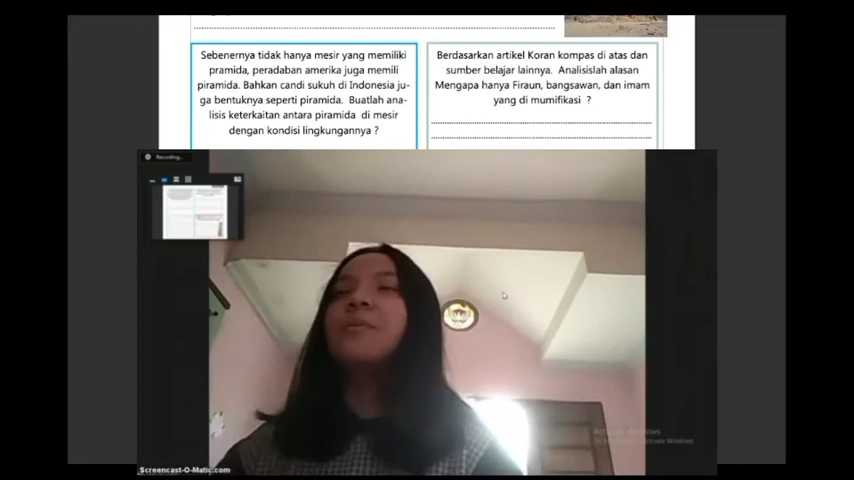 Sebenernya tidak hanya mesir yang memiliki
pramida, peradaban amerika juga memili
piramida. Bahkan candi sukuh di Indonesia ju-
ga bentuknya seperti piramida.  Buatlah ana-
lisis keterkaitan antara piramida  di mesir
dengan kondisi lingkungannya ?
Berdasarkan artikel Koran kompas di atas dan
sumber belajar lainnya.  Analisislah alasan
Mengapa hanya Firaun, bangsawan, dan imam
yang di mumifikasi  ?
Recording...
Activate Windows
Screencast-O-Matic.com